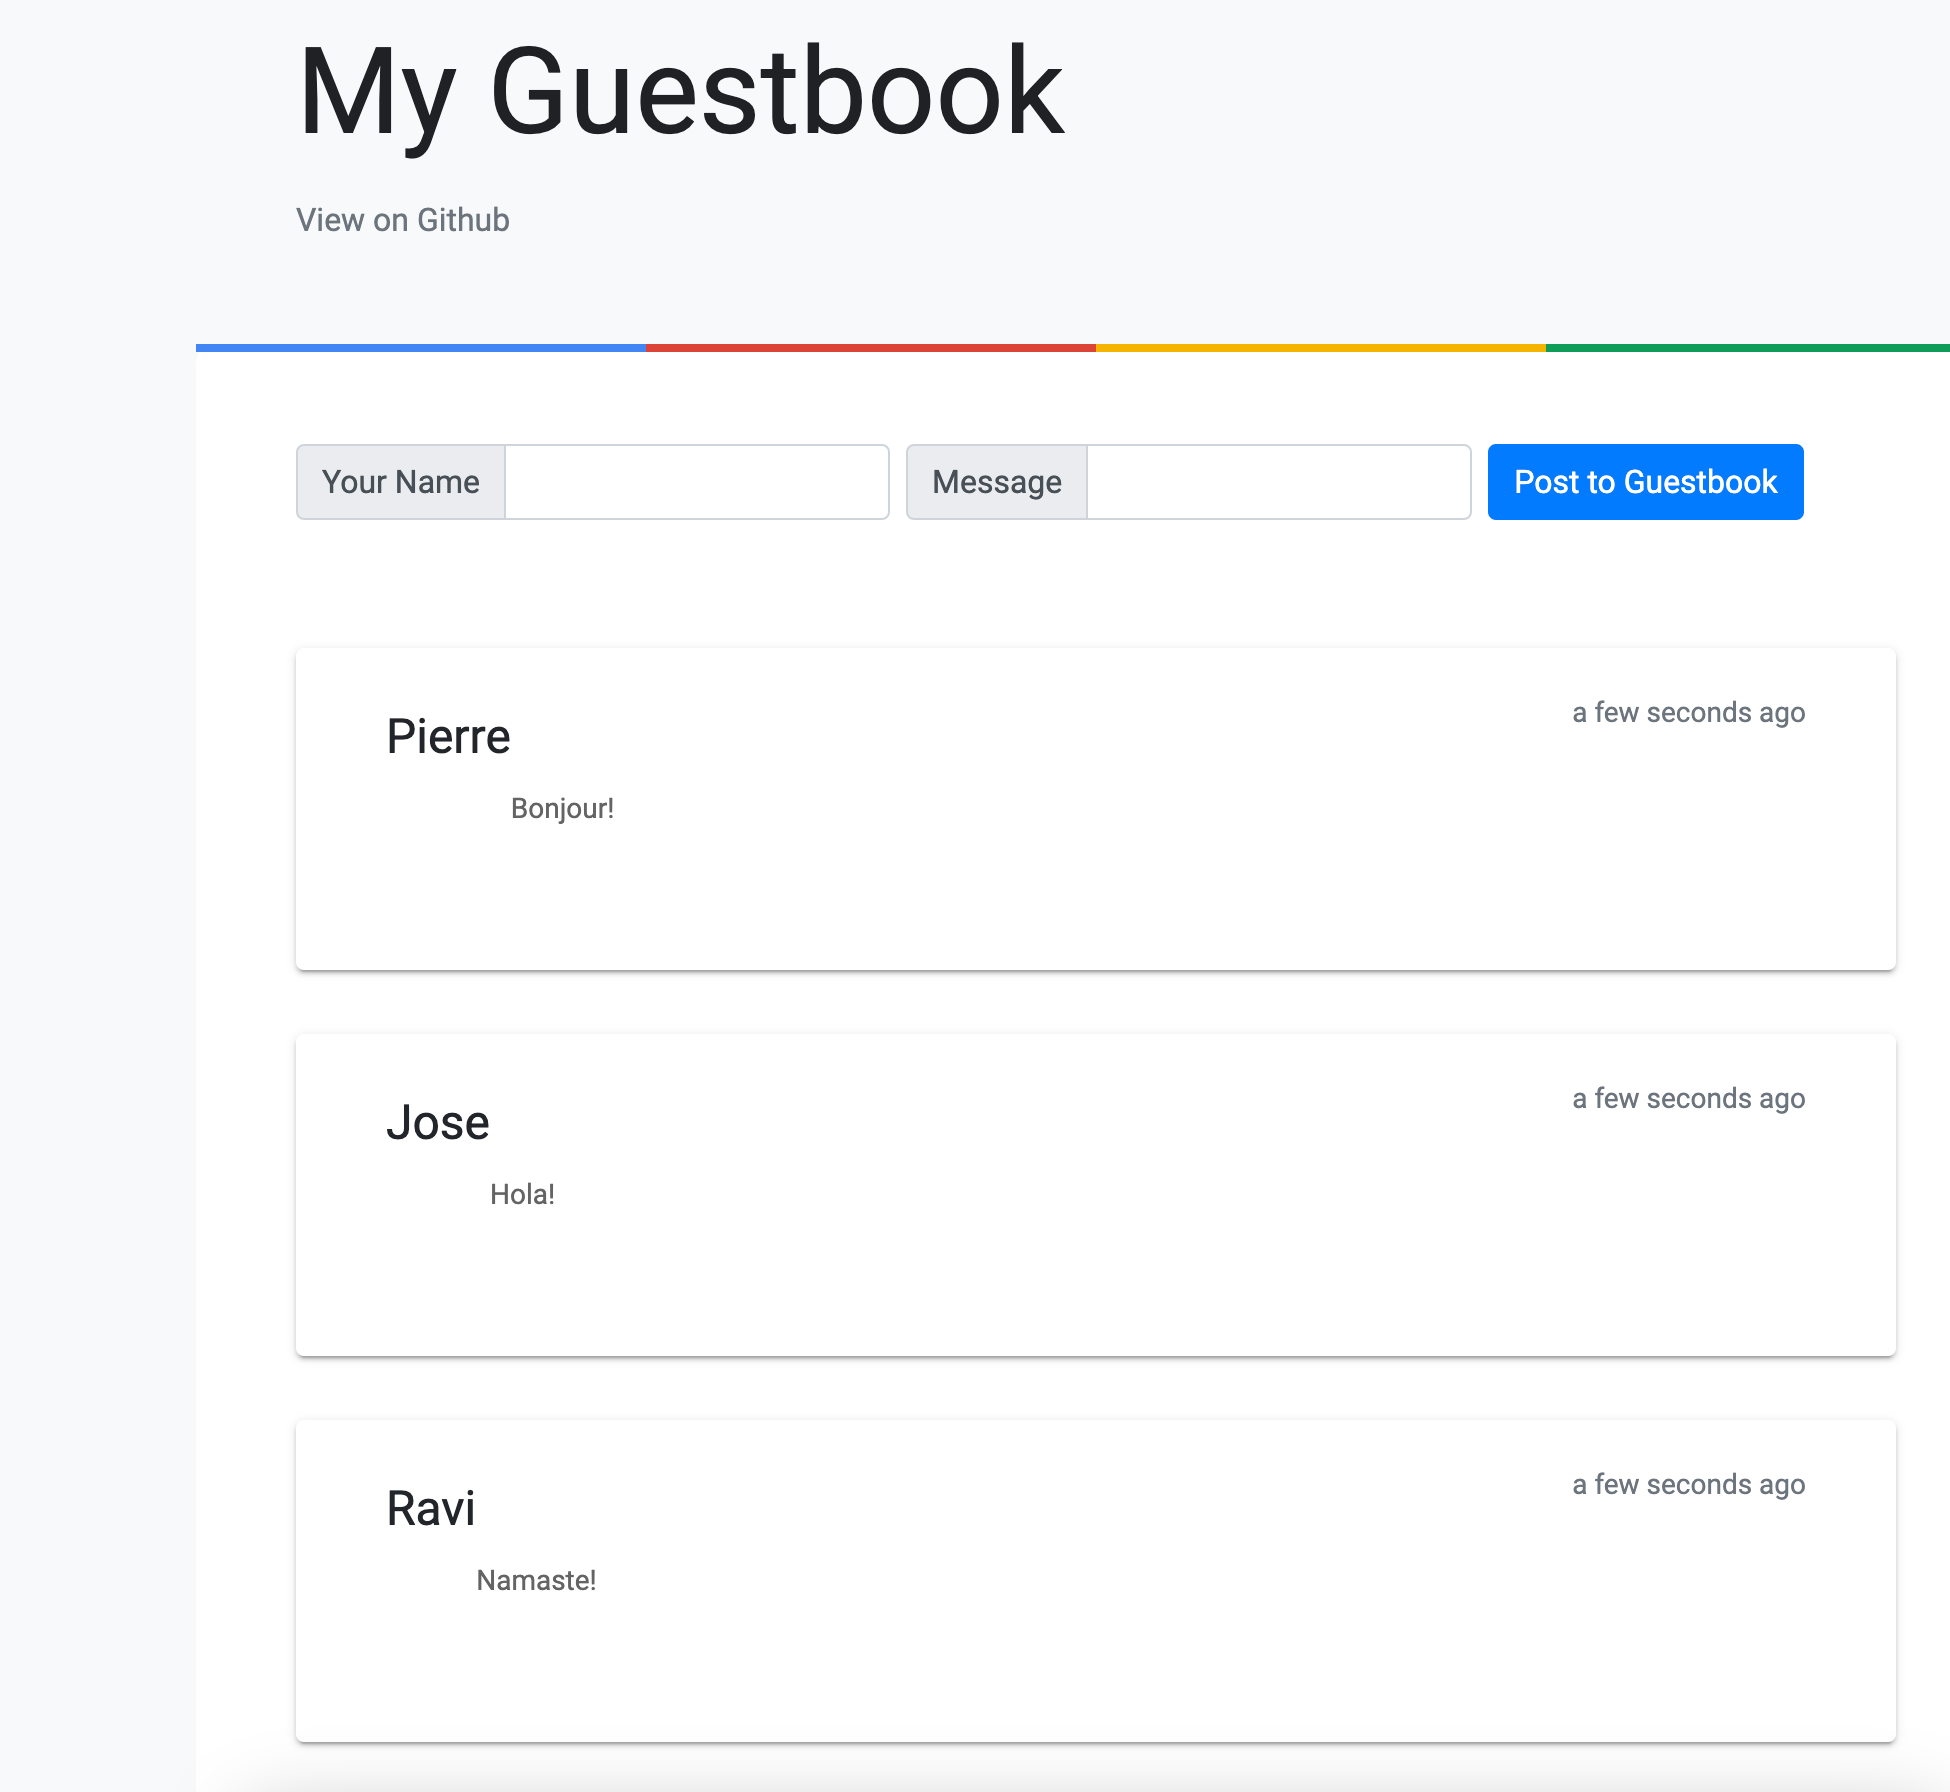 My Guestbook
View on Github
Your Name Message Post to Guestbook
Pierre a few seconds ago
Bonjour!
Jose a few seconds ago
Hola!
Ravi a few seconds ago
Namaste!